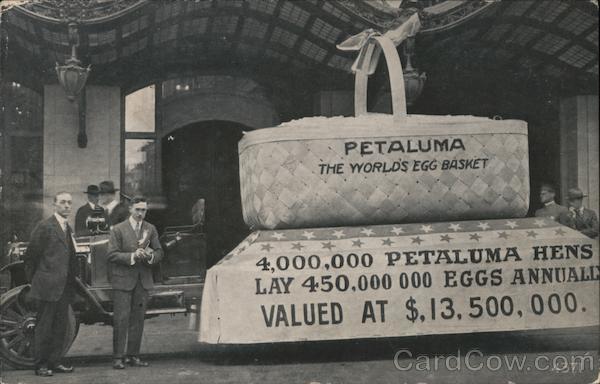 PETALUMA
THE WORLD'S EGG BASKET
4,000,000 PETALUMA HENS
LAY 450.000 000 EGGS ANNUALLY
VALUED AT $,13,500,000.
CardCow.com